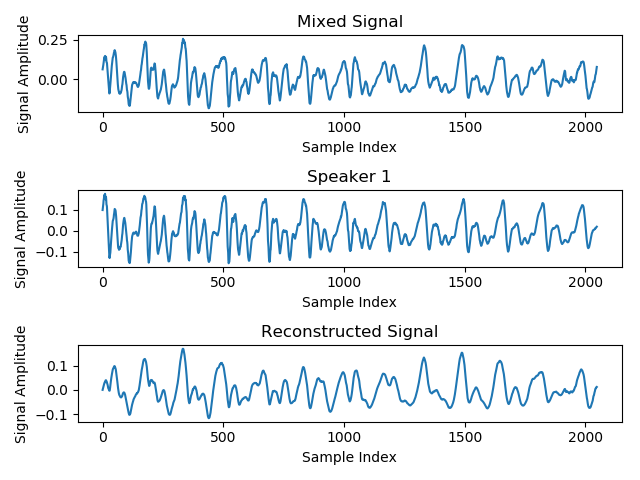 Mixed Signal
Signal Amplitude
0.25
0.00
0 500 1000 1500 2000
Sample Index
Speaker 1
Signal Amplitude
0.1
0.0
−0.1
0 500 1000 1500 2000
Sample Index
Reconstructed Signal
Signal Amplitude
0.1
0.0
−0.1
0 500 1000 1500 2000
Sample Index